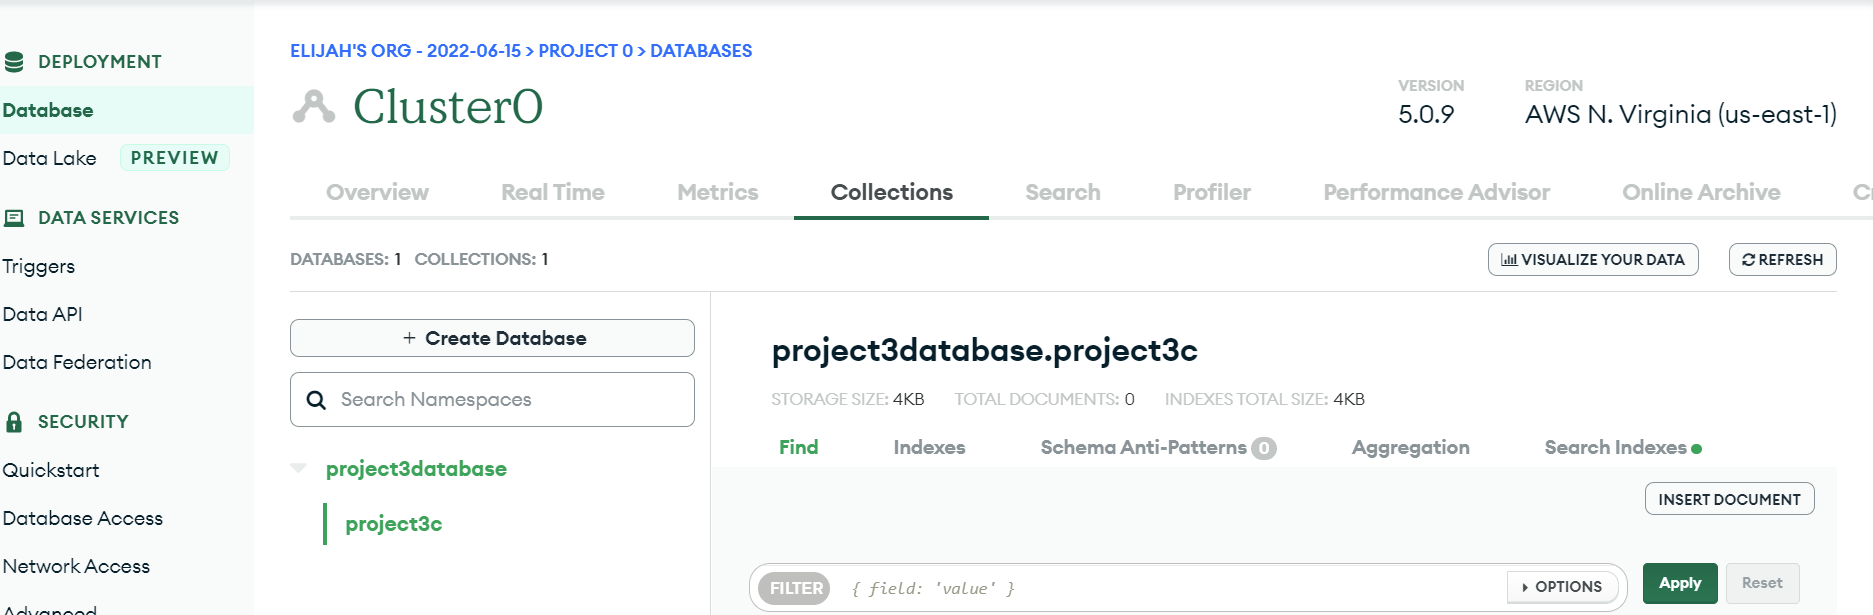 DEPLOYMENT
Database
Data Lake PREVIEW
DATA SERVICES
Triggers
Data API
Data Federation
SECURITY
Quickstart
Database Access
Network Access
Advanced
ELIJAH'S ORG - 2022-06-15 > PROJECT 0 > DATABASES
Cluster0
VERSION
5.0.9
REGION
AWS N. Virginia (us-east-1)
Overview Real Time Metrics Collections Search Profiler Performance Advisor Online Archive
DATABASES: 1 COLLECTIONS: 1
VISUALIZE YOUR DATA
REFRESH
+ Create Database
Search Namespaces
project3database
project3c
project3database.project3c
STORAGE SIZE: 4KB TOTAL DOCUMENTS: 0 INDEXES TOTAL SIZE: 4KB
Find Indexes Schema Anti-Patterns 0 Aggregation Search Indexes
INSERT DOCUMENT
FILTER { field: 'value' } OPTIONS Apply Reset